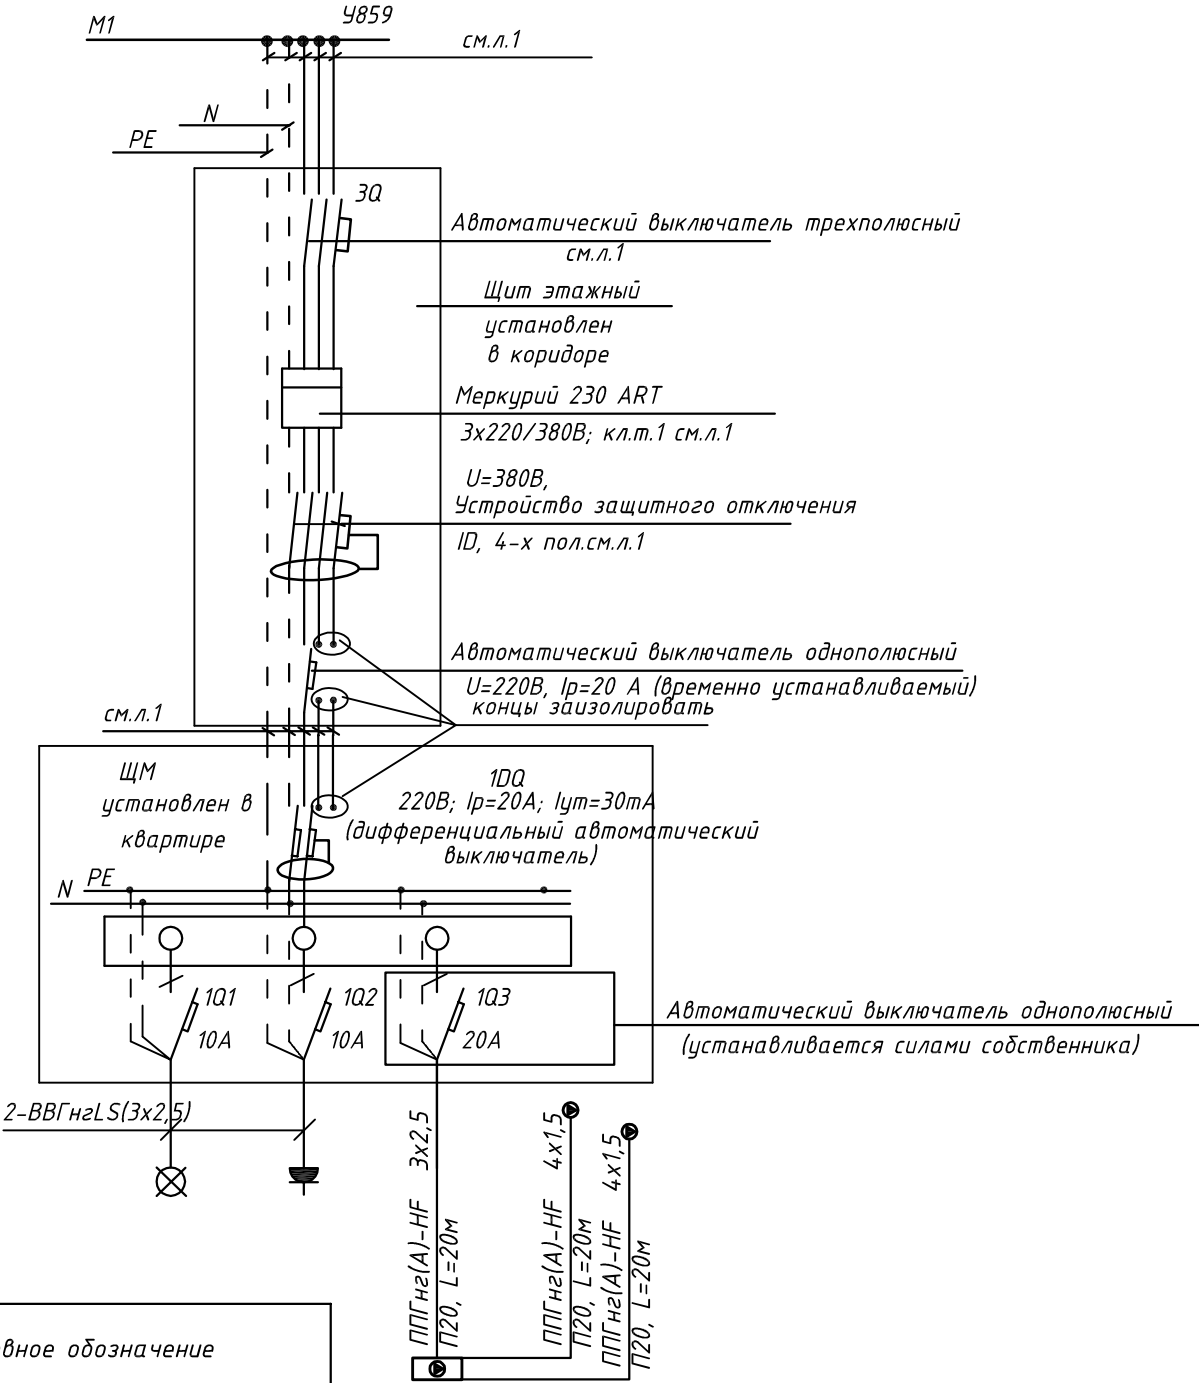 М1
У859
см.л.1
N
PE
3Q
Автоматический выключатель трехполюсный
см.л.1
Щит этажный
установлен
в коридоре
Меркурий 230 ART
3х220/380В; кл.т.1 см.л.1
U=380В,
Устройство защитного отключения
ID, 4-х пол.см.л.1
Автоматический выключатель однополюсный
U=220В, Iр=20 А (временно устанавливаемый)
концы заизолировать
см.л.1
ЩМ
установлен в
квартире
1DQ
220В; Iр=20А; Iут=30mA
(дифференциальный автоматический
выключатель)
PE
N
1Q1
10А
1Q2
10А
1Q3
20А
Автоматический выключатель однополюсный
(устанавливается силами собственника)
2-ВВГнгLS(3х2,5)
ППГнг(А)-HF 3х2,5
П20, L=20м
ППГнг(А)-HF 4х1,5
П20, L=20м
ППГнг(А)-HF 4х1,5
П20, L=20м
вное обозначение